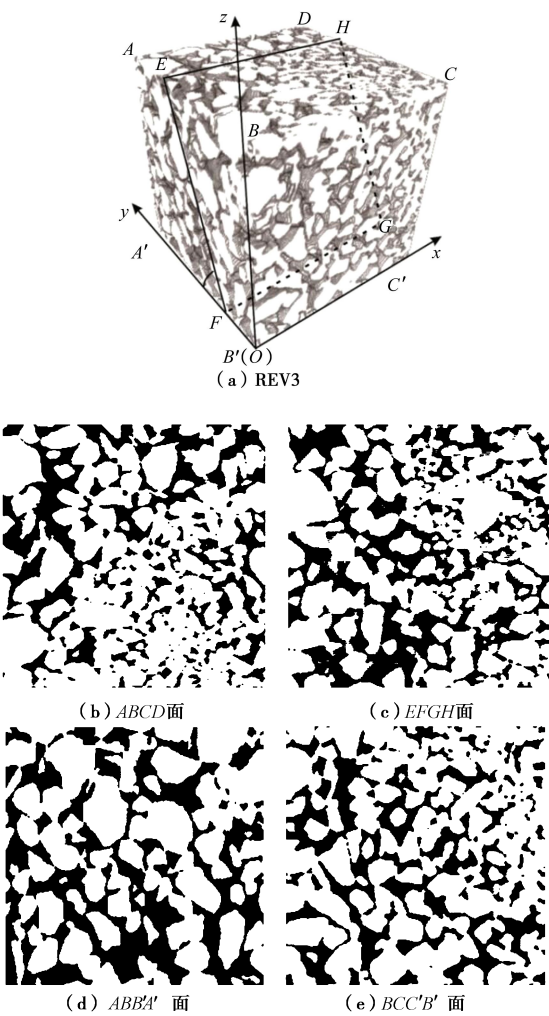 z
D
H
A
E
C
B
y
A′
G
x
C′
F
B′(O)
(a) REV3
(b) ABCD面
(c) EFGH面
(d) ABB′A′ 面
(e) BCC′B′ 面